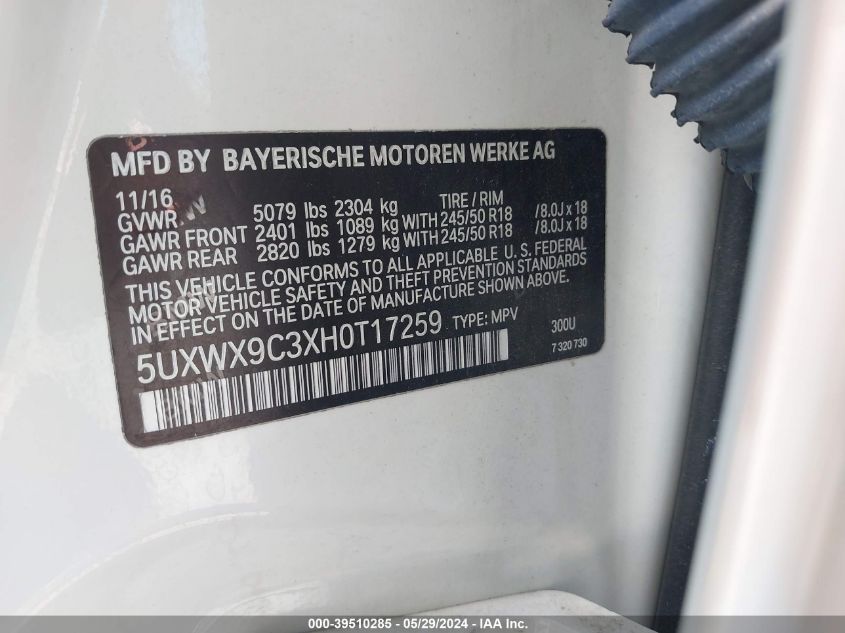 MFD BY BAYERISCHE MOTOREN WERKE AG
11/16 TIRE / RIM
GVWR 5079 lbs 2304 kg
GAWR FRONT 2401 lbs 1089 kg WITH 245/50 R18 / 8.0J x 18
GAWR REAR 2820 lbs 1279 kg WITH 245/50 R18 / 8.0J x 18
THIS VEHICLE CONFORMS TO ALL APPLICABLE U.S. FEDERAL
MOTOR VEHICLE SAFETY AND THEFT PREVENTION STANDARDS
IN EFFECT ON THE DATE OF MANUFACTURE SHOWN ABOVE.
5UXWX9C3XH0T17259 TYPE: MPV 300U
7 320 730
000-39510285 - 05/29/2024 - IAA Inc.